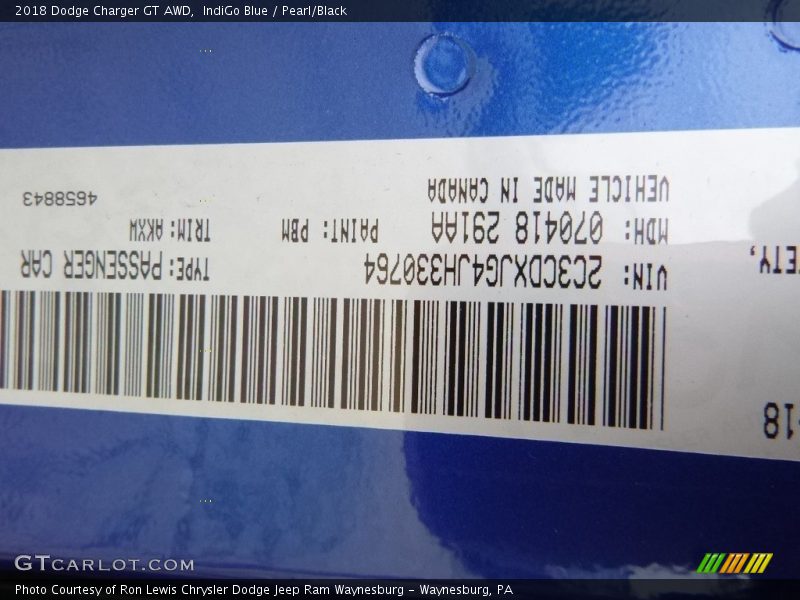 2018 Dodge Charger GT AWD, IndiGo Blue / Pearl/Black
ETY,
-18
VIN: 2C3CDXJG4JH330764 TYPE: PASSENGER CAR
MDH: 070418 291AA PAINT: PBM TRIM: AKXW
VEHICLE MADE IN CANADA 4658843
GTCARLOT.COM
Photo Courtesy of Ron Lewis Chrysler Dodge Jeep Ram Waynesburg – Waynesburg, PA